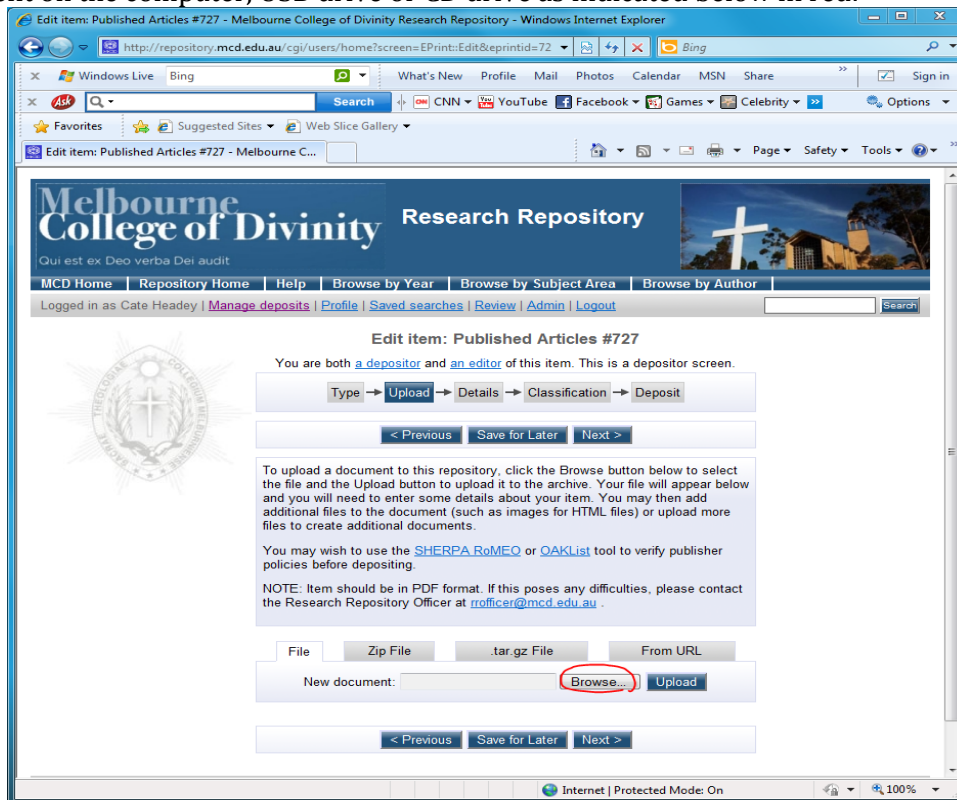 Edit item: Published Articles #727 - Melbourne College of Divinity Research Repository - Windows Internet Explorer
http://repository.mcd.edu.au/cgi/users/home?screen=EPrint::Edit&eprintid=72
Bing
Windows Live Bing What's New Profile Mail Photos Calendar MSN Share >> Sign in
Ask Search CNN YouTube Facebook Games Celebrity >> Options
Favorites Suggested Sites Web Slice Gallery
Edit item: Published Articles #727 - Melbourne C... Page Safety Tools >>
Melbourne
College of Divinity
Research Repository
Qui est ex Deo verba Dei audit
MCD Home | Repository Home | Help | Browse by Year | Browse by Subject Area | Browse by Author |
Logged in as Cate Headey | Manage deposits | Profile | Saved searches | Review | Admin | Logout Search
Edit item: Published Articles #727
You are both a depositor and an editor of this item. This is a depositor screen.
Type → Upload → Details → Classification → Deposit
< Previous Save for Later Next >
To upload a document to this repository, click the Browse button below to select
the file and the Upload button to upload it to the archive. Your file will appear below
and you will need to enter some details about your item. You may then add
additional files to the document (such as images for HTML files) or upload more
files to create additional documents.
You may wish to use the SHERPA RoMEO or OAKList tool to verify publisher
policies before depositing.
NOTE: Item should be in PDF format. If this poses any difficulties, please contact
the Research Repository Officer at rrofficer@mcd.edu.au .
File Zip File .tar.gz File From URL
New document: Browse... Upload
< Previous Save for Later Next >
Internet | Protected Mode: On 100%